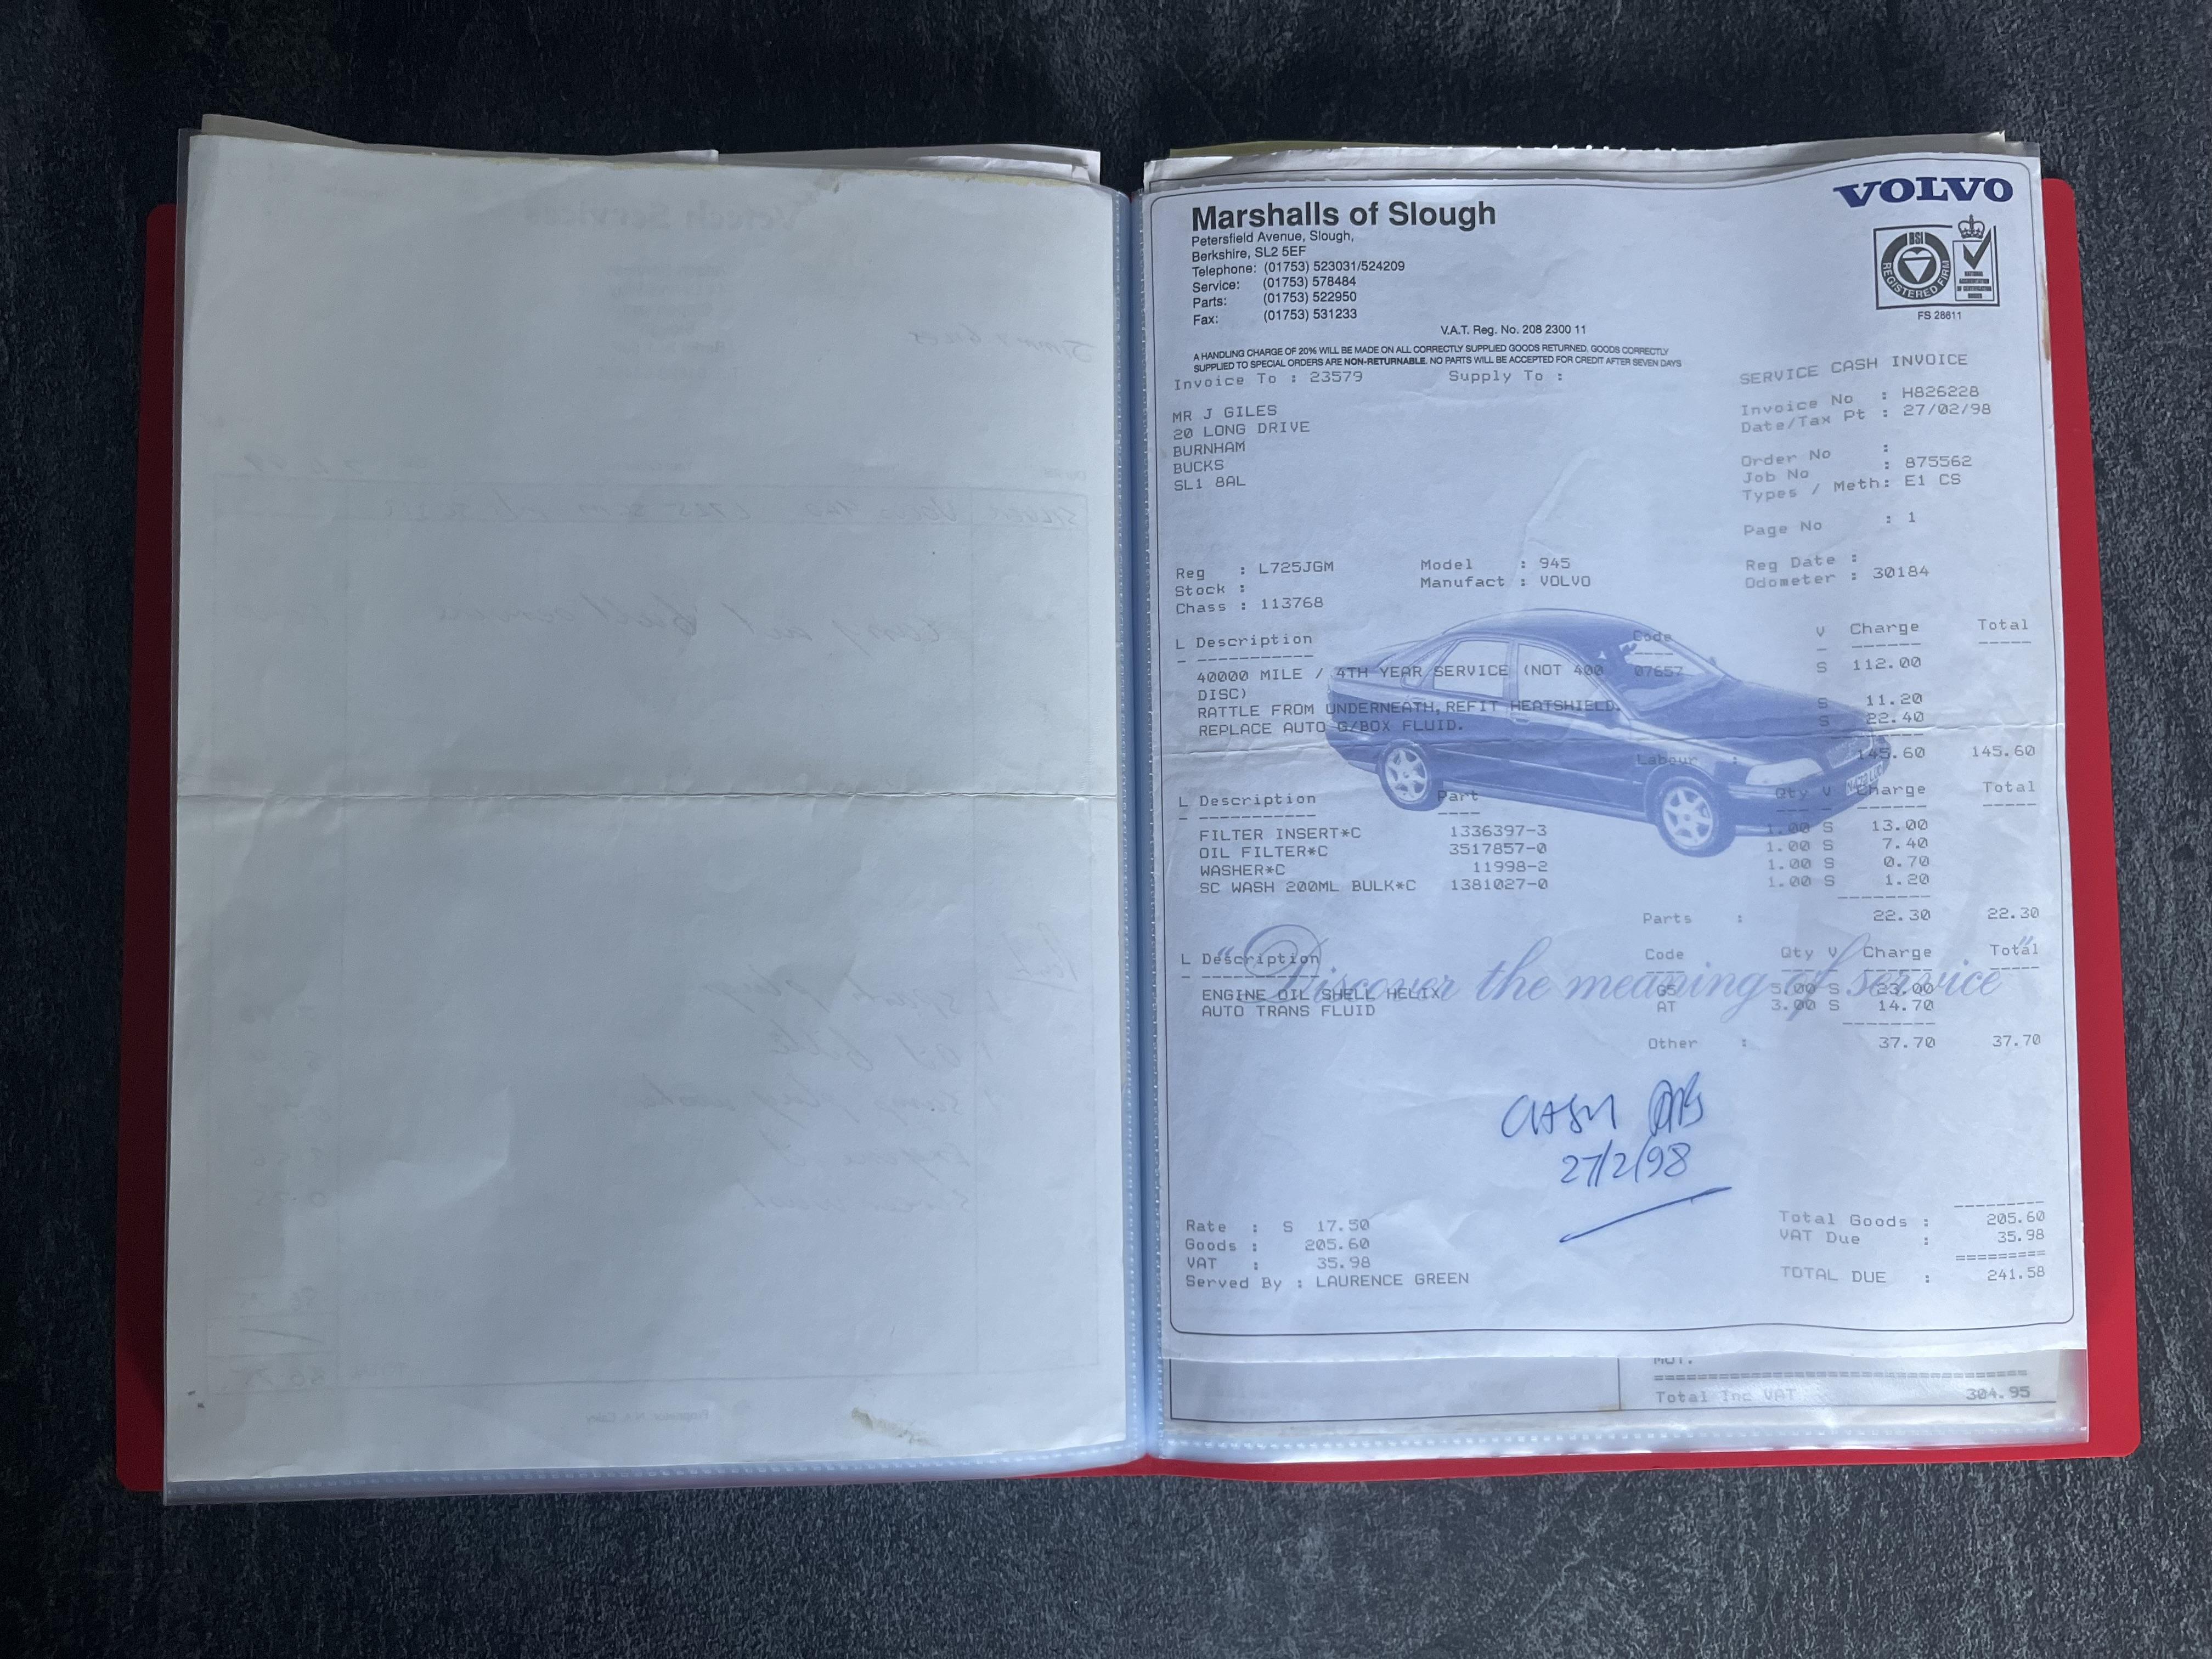 VOLVO
Marshalls of Slough
Petersfield Avenue, Slough,
Berkshire, SL2 5EF
Telephone: (01753) 523031/524209
Service: (01753) 578484
Parts: (01753) 522950
Fax: (01753) 531233
BSI REGISTERED FIRM
NATIONAL ACCREDITATION OF CERTIFICATION BODIES
FS 28611
V.A.T. Reg. No. 208 2300 11
A HANDLING CHARGE OF 20% WILL BE MADE ON ALL CORRECTLY SUPPLIED GOODS RETURNED. GOODS CORRECTLY
SUPPLIED TO SPECIAL ORDERS ARE NON-RETURNABLE. NO PARTS WILL BE ACCEPTED FOR CREDIT AFTER SEVEN DAYS
Invoice To : 23579 Supply To :
SERVICE CASH INVOICE
MR J GILES
20 LONG DRIVE
BURNHAM
BUCKS
SL1 8AL
Invoice No : H826228
Date/Tax Pt : 27/02/98
Order No :
Job No : 875562
Types / Meth: E1 CS
Page No : 1
Reg : L725JGM Model : 945 Reg Date :
Stock : Manufact : VOLVO Odometer : 30184
Chass : 113768
L Description Code V Charge Total
40000 MILE / 4TH YEAR SERVICE (NOT 400 07657 S 112.00
DISC)
RATTLE FROM UNDERNEATH, REFIT HEATSHIELD. S 11.20
REPLACE AUTO G/BOX FLUID. S 22.40
Labour : 145.60 145.60
L Description Part Qty V Charge Total
FILTER INSERT*C 1336397-3 1.00 S 13.00
OIL FILTER*C 3517857-0 1.00 S 7.40
WASHER*C 11998-2 1.00 S 0.70
SC WASH 200ML BULK*C 1381027-0 1.00 S 1.20
Parts : 22.30 22.30
L Description Code Qty V Charge Total
"Discover the meaning of service"
ENGINE OIL SHELL HELIX G5 5.00 S 23.00
AUTO TRANS FLUID AT 3.00 S 14.70
Other : 37.70 37.70
CASH
27/2/98
Rate : S 17.50 Total Goods : 205.60
Goods : 205.60 VAT Due : 35.98
VAT : 35.98
Served By : LAURENCE GREEN TOTAL DUE : 241.58
Total Inc VAT 304.95